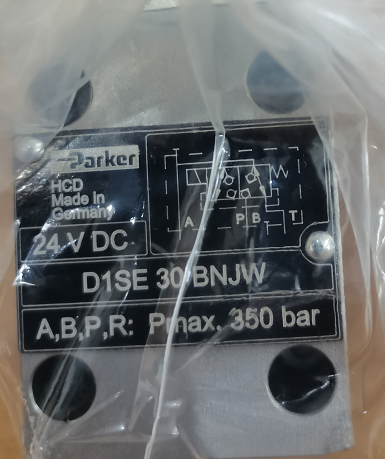 Parker
HCD
Made in
Germany
A P B T
24 V DC
D1SE 30 BNJW
A,B,P,R: Pmax. 350 bar